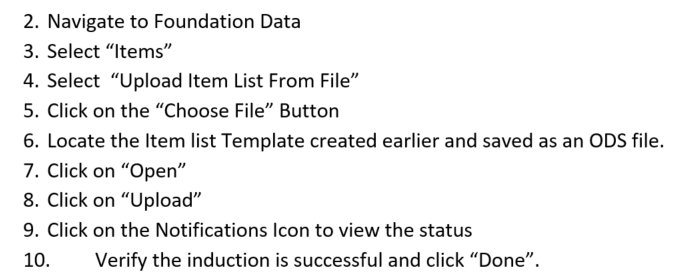 2. Navigate to Foundation Data
3. Select “Items”
4. Select  “Upload Item List From File”
5. Click on the “Choose File” Button
6. Locate the Item list Template created earlier and saved as an ODS file.
7. Click on “Open”
8. Click on “Upload”
9. Click on the Notifications Icon to view the status
10. Verify the induction is successful and click “Done”.